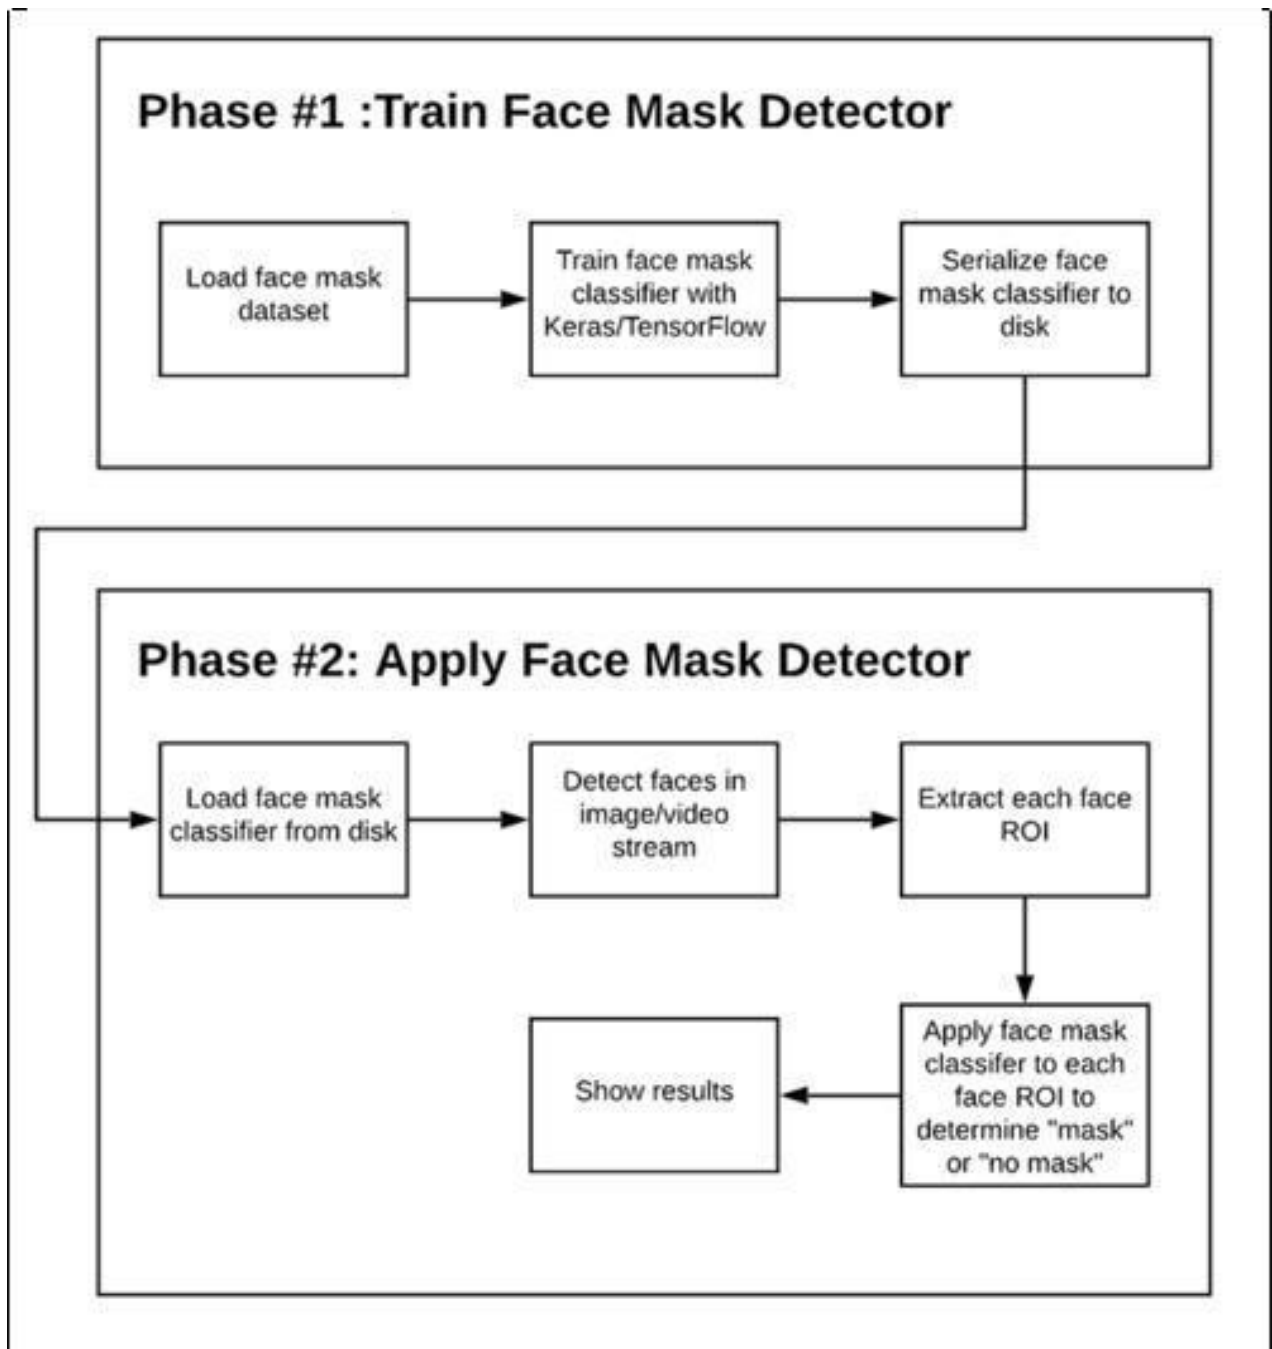 Phase #1 :Train Face Mask Detector
Load face mask
dataset
Train face mask
classifier with
Keras/TensorFlow
Serialize face
mask classifier to
disk
Phase #2: Apply Face Mask Detector
Load face mask
classifier from disk
Detect faces in
image/video
stream
Extract each face
ROI
Apply face mask
classifer to each
face ROI to
determine "mask"
or "no mask"
Show results